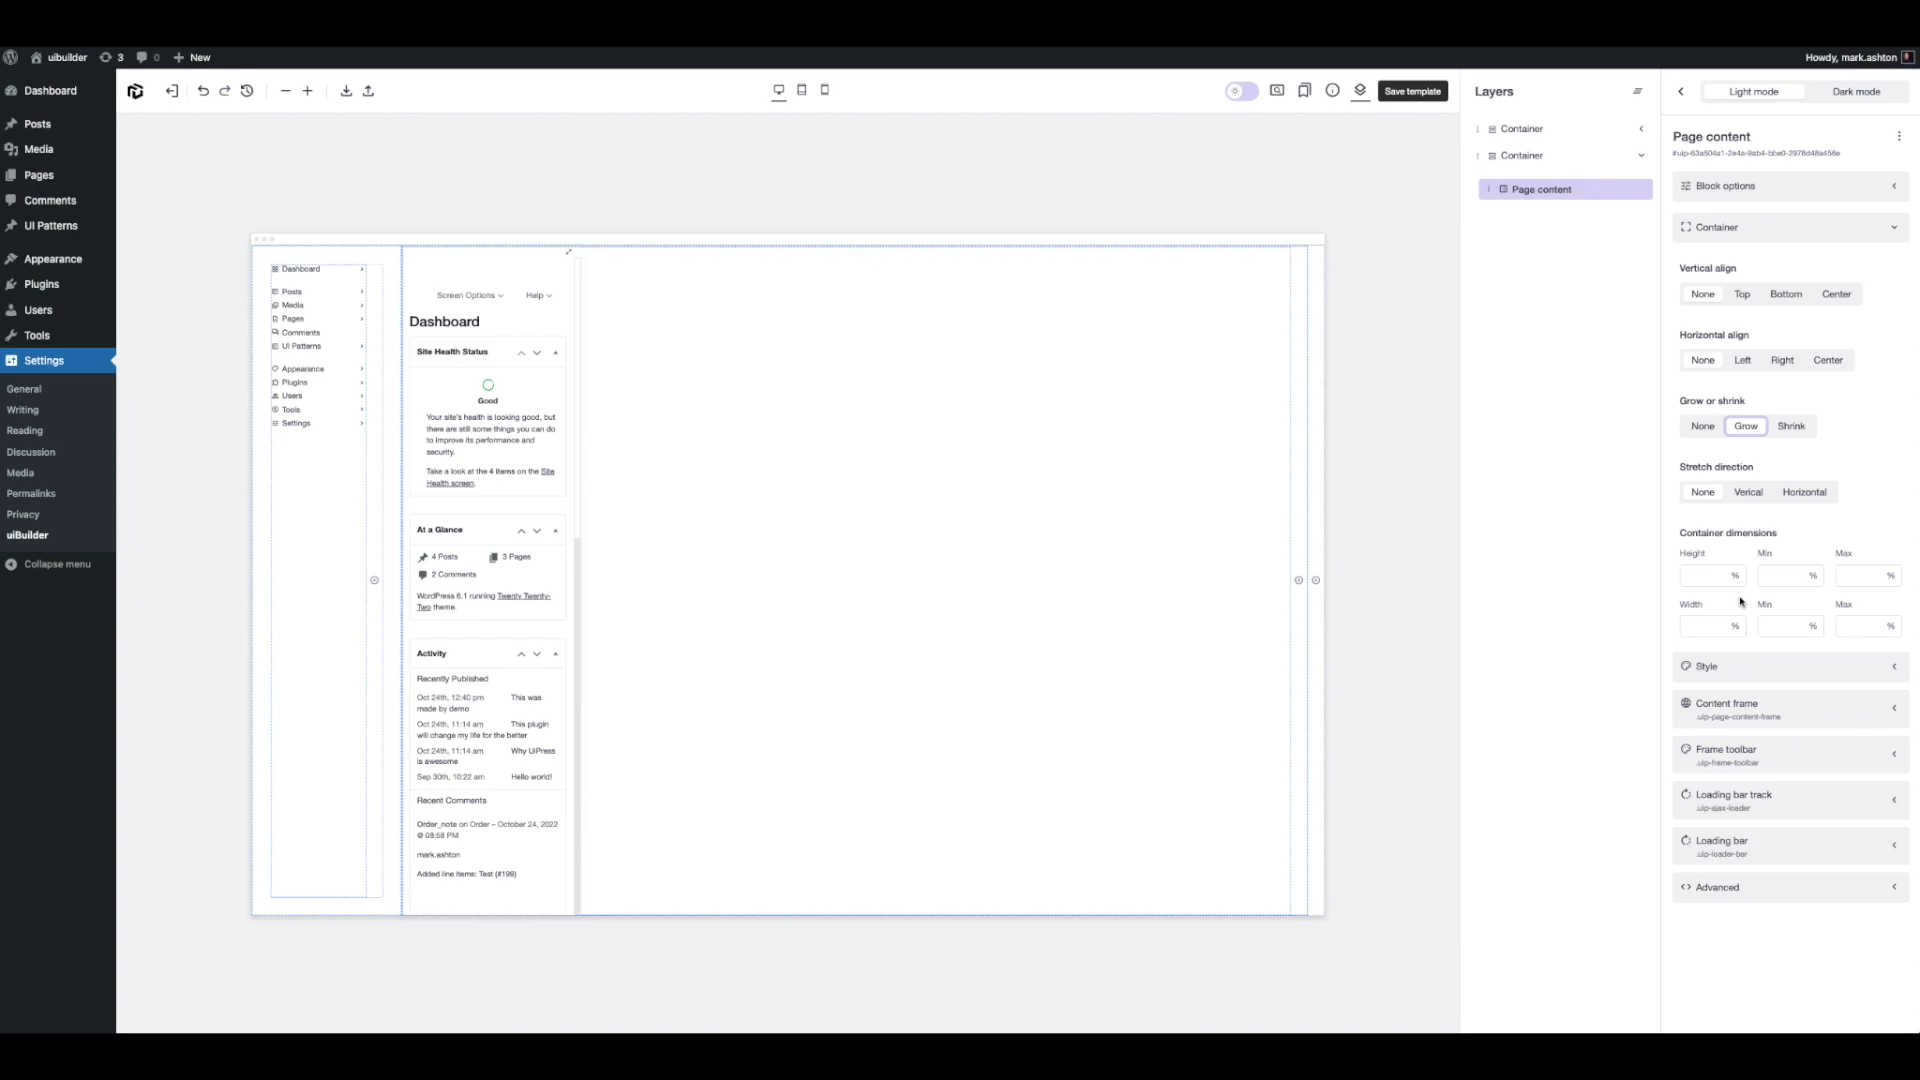 uibuilder 3 0 New Howdy, mark.ashton
Dashboard
Posts
Media
Pages
Comments
UI Patterns
Appearance
Plugins
Users
Tools
Settings
General
Writing
Reading
Discussion
Media
Permalinks
Privacy
uiBuilder
Collapse menu
Save template
Dashboard
Posts
Media
Pages
Comments
UI Patterns
Appearance
Plugins
Users
Tools
Settings
Screen Options Help
Dashboard
Site Health Status
Good
Your site's health is looking good, but
there are still some things you can do
to improve its performance and
security.
Take a look at the 4 items on the Site
Health screen.
At a Glance
4 Posts 3 Pages
2 Comments
WordPress 6.1 running Twenty Twenty-
Two theme.
Activity
Recently Published
Oct 24th, 12:40 pm This was
made by demo
Oct 24th, 11:14 am This plugin
will change my life for the better
Oct 24th, 11:14 am Why UiPress
is awesome
Sep 30th, 10:22 am Hello world!
Recent Comments
Order_note on Order – October 24, 2022
@ 08:58 PM
mark.ashton
Added line items: Test (#199)
Layers
Container
Container
Page content
Light mode Dark mode
Page content
#uip-63a504a1-2e4a-9ab4-bbe0-2978d48a456e
Block options
Container
Vertical align
None Top Bottom Center
Horizontal align
None Left Right Center
Grow or shrink
None Grow Shrink
Stretch direction
None Verical Horizontal
Container dimensions
Height Min Max
% % %
Width Min Max
% % %
Style
Content frame
.uip-page-content-frame
Frame toolbar
.uip-frame-toolbar
Loading bar track
.uip-ajax-loader
Loading bar
.uip-loader-bar
Advanced